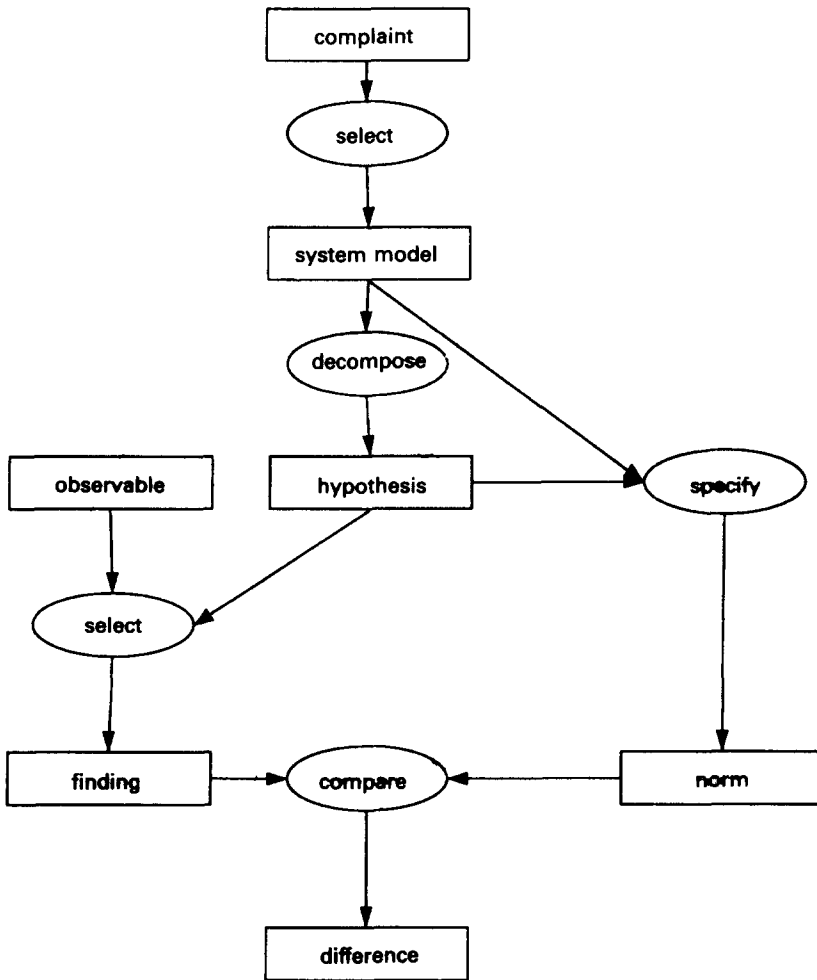 complaint
select
system model
decompose
observable
hypothesis
specify
select
finding
compare
norm
difference